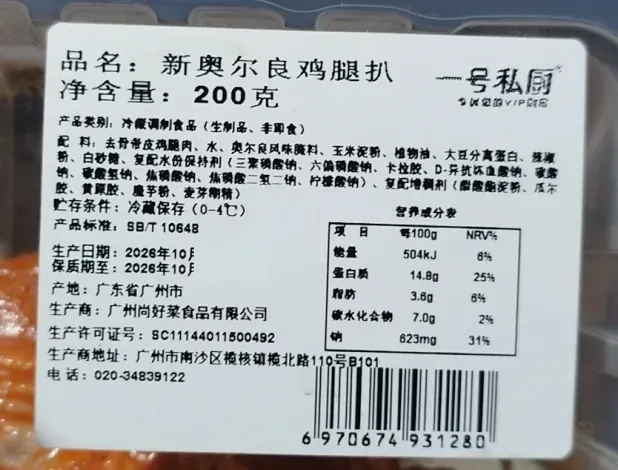 品名：新奥尔良鸡腿扒
净含量：200克
一号私厨
专属您的VIP厨房
产品类别：冷藏调制食品（生制品、非即食）
配 料：去骨带皮鸡腿肉、水、奥尔良风味腌料、玉米淀粉、植物油、大豆分离蛋白、辣椒
粉、白砂糖、复配水份保持剂（三聚磷酸钠、六偏磷酸钠、卡拉胶、D-异抗坏血酸钠、碳酸
钠、碳酸氢钠、焦磷酸钠、焦磷酸二氢二钠、柠檬酸钠）、复配增稠剂（醋酸酯淀粉、瓜尔
胶、黄原胶、魔芋粉、麦芽糊精）
贮存条件：冷藏保存（0-4℃）
产品标准：SB/T 10648
生产日期：2026年10月
保质期至：2026年10月
产地：广东省广州市
生产商：广州尚好菜食品有限公司
生产许可证号：SC11144011500492
生产商地址：广州市南沙区榄核镇榄北路110号B101
电话：020-34839122
营养成分表
项 目 每100g NRV%
能量 504kJ 6%
蛋白质 14.8g 25%
脂肪 3.6g 6%
碳水化合物 7.0g 2%
钠 623mg 31%
6 970674 931280